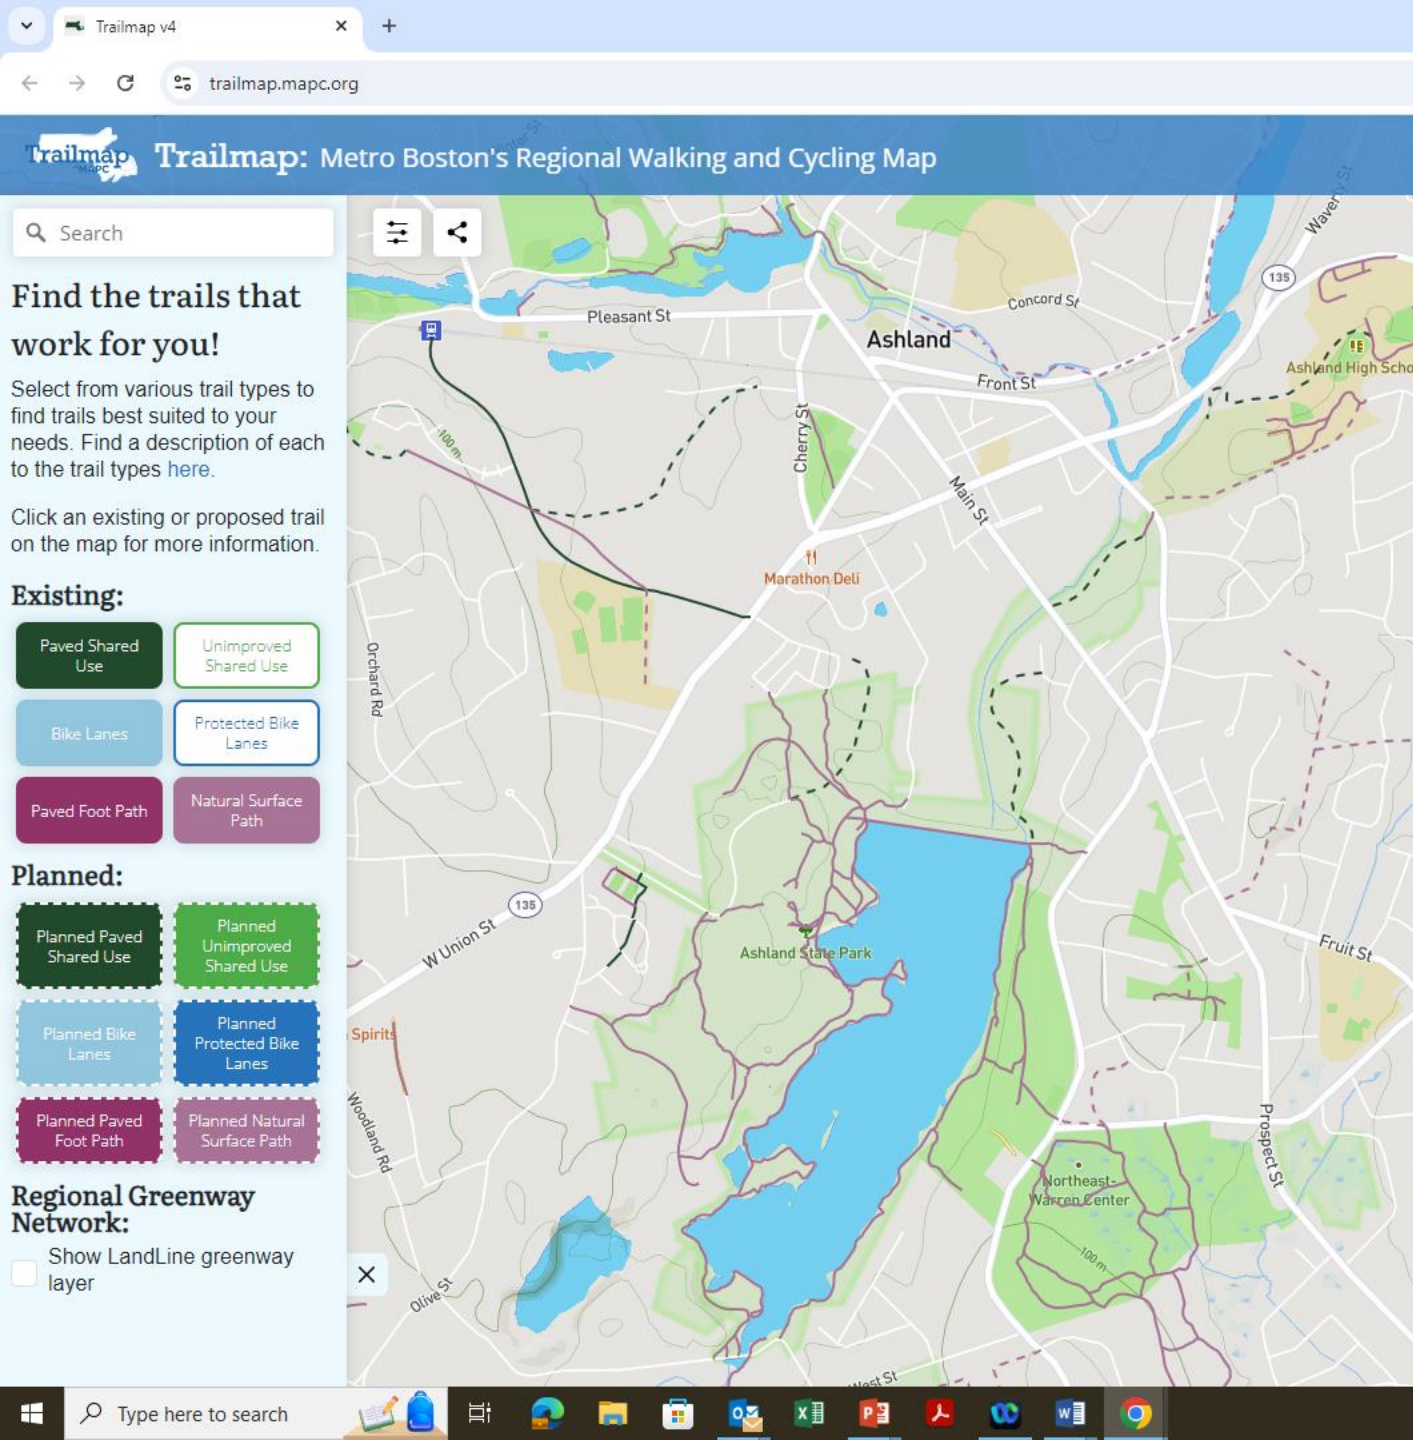 Trailmap v4
trailmap.mapc.org
Trailmap
MAPC
Trailmap: Metro Boston's Regional Walking and Cycling Map
Search
Find the trails that
work for you!
Select from various trail types to
find trails best suited to your
needs. Find a description of each
to the trail types here.
Click an existing or proposed trail
on the map for more information.
Existing:
Paved Shared
Use
Unimproved
Shared Use
Bike Lanes
Protected Bike
Lanes
Paved Foot Path
Natural Surface
Path
Planned:
Planned Paved
Shared Use
Planned
Unimproved
Shared Use
Planned Bike
Lanes
Planned
Protected Bike
Lanes
Planned Paved
Foot Path
Planned Natural
Surface Path
Regional Greenway
Network:
Show LandLine greenway
layer
Waverly St
135
Concord St
Pleasant St
Ashland
Ashland High Scho
Front St
Cherry St
100 m
Main St
Marathon Deli
Orchard Rd
135
W Union St
Ashland State Park
Fruit St
Spirits
Woodland Rd
Prospect St
Northeast-
Warren Center
100 m
Olive St
West St
Type here to search